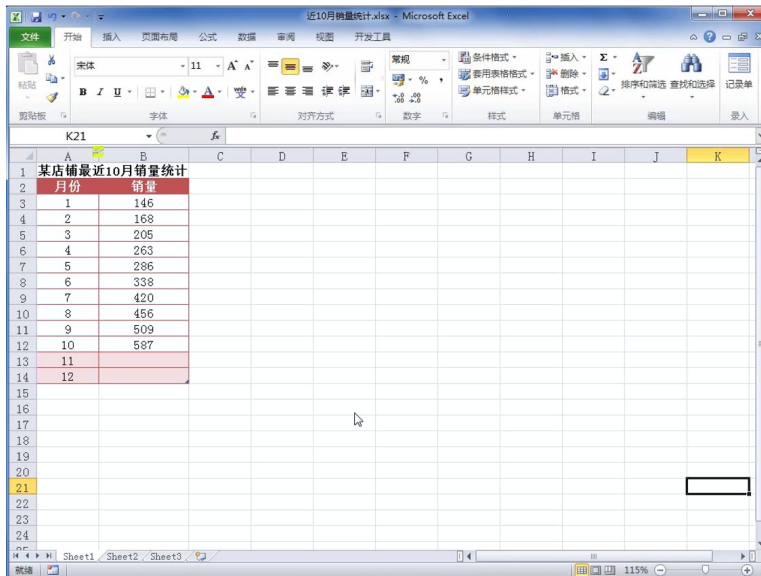 近10月销量统计.xlsx - Microsoft Excel
文件 开始 插入 页面布局 公式 数据 审阅 视图 开发工具
粘贴 宋体 11 A A 常规 条件格式 插入 Σ
套用表格格式 删除 排序和筛选 查找和选择 记录单
B I U A 变 % , 单元格样式 格式
剪贴板 字体 对齐方式 数字 样式 单元格 编辑 录入
K21 fx
A B C D E F G H I J K
1 某店铺最近10月销量统计
2 月份 销量
3 1 146
4 2 168
5 3 205
6 4 263
7 5 286
8 6 338
9 7 420
10 8 456
11 9 509
12 10 587
13 11
14 12
15
16
17
18
19
20
21
22
23
24
25
Sheet1 Sheet2 Sheet3
就绪 115%